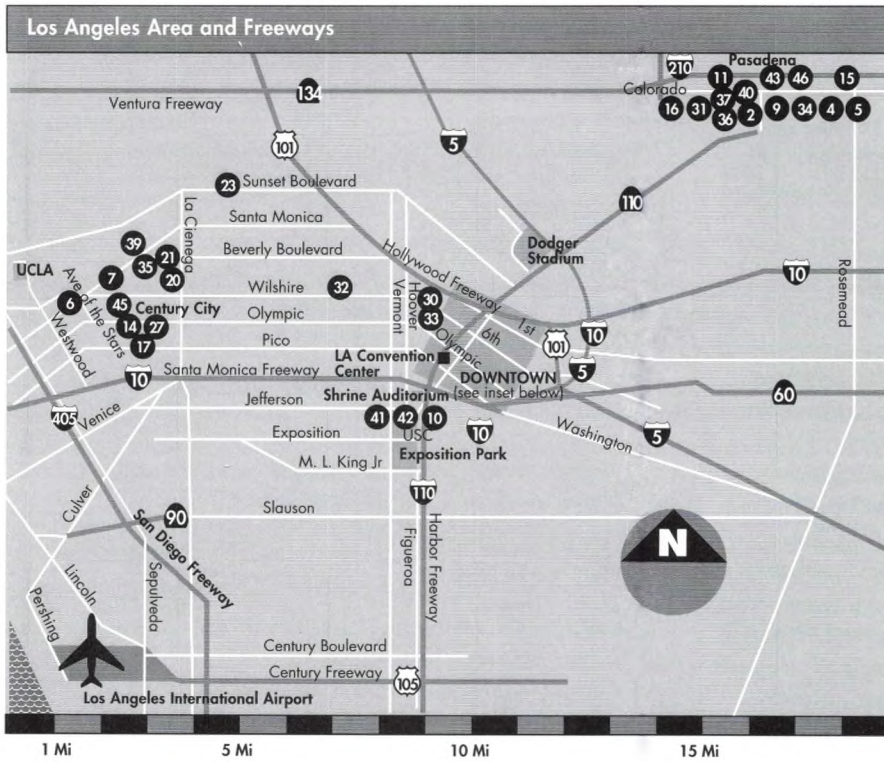 Los Angeles Area and Freeways
210
Pasadena
11
43
46
15
Colorado
134
37
40
16
31
36
2
9
34
4
5
Ventura Freeway
101
5
23
Sunset Boulevard
110
La Cienega
Santa Monica
39
35
21
Beverly Boulevard
Hollywood Freeway
Dodger
Stadium
UCLA
7
20
10
Rosemead
Ave of the Stars
Wilshire
32
Hoover
Vermont
30
6
45
Century City
Olympic
33
1st
14
27
6th
101
10
Westwood
17
Pico
Olympic
LA Convention
Center
5
10
Santa Monica Freeway
DOWNTOWN
(see inset below)
60
405
Venice
Jefferson
Shrine Auditorium
41
42
10
USC
10
Washington
5
Exposition
Exposition Park
M. L. King Jr
110
Culver
90
Slauson
San Diego Freeway
Sepulveda
Figueroa
Harbor Freeway
N
Lincoln
Pershing
Century Boulevard
Century Freeway
105
Los Angeles International Airport
1 Mi
5 Mi
10 Mi
15 Mi